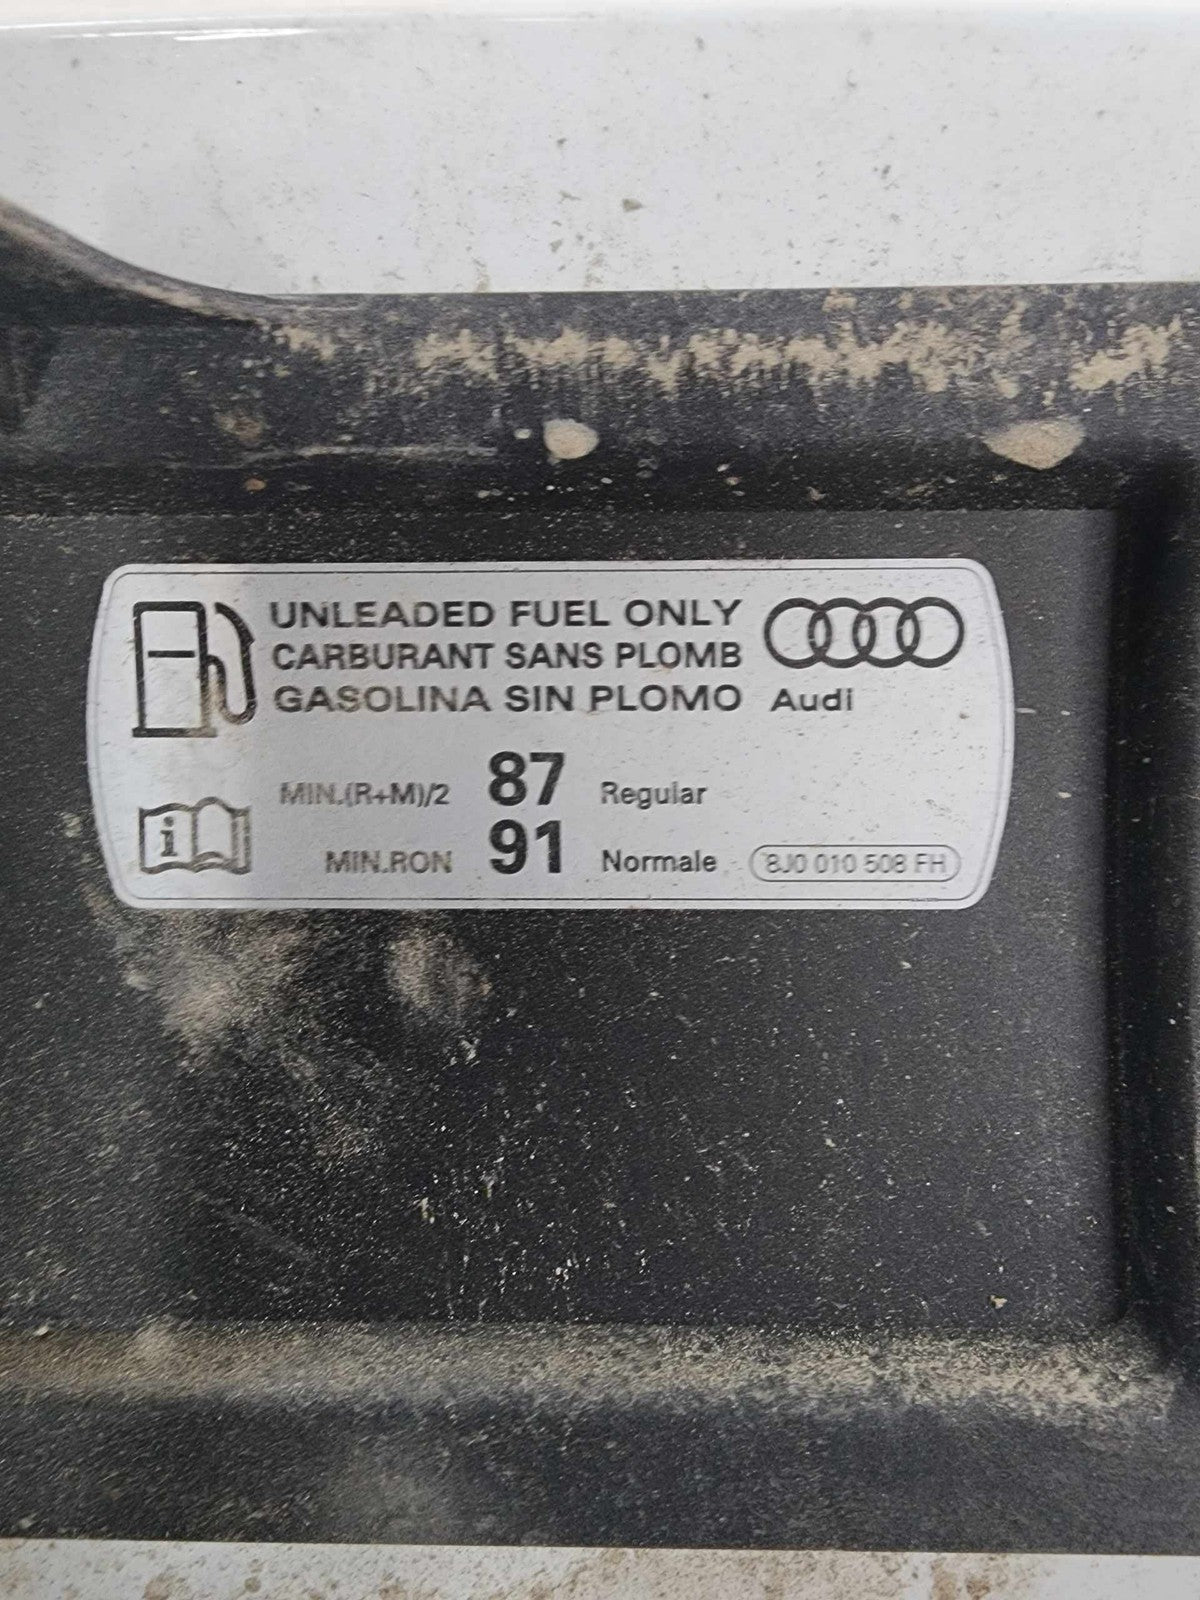 UNLEADED FUEL ONLY
CARBURANT SANS PLOMB
GASOLINA SIN PLOMO Audi
MIN.(R+M)/2 87 Regular
MIN.RON 91 Normale 8J0 010 508 FH
i